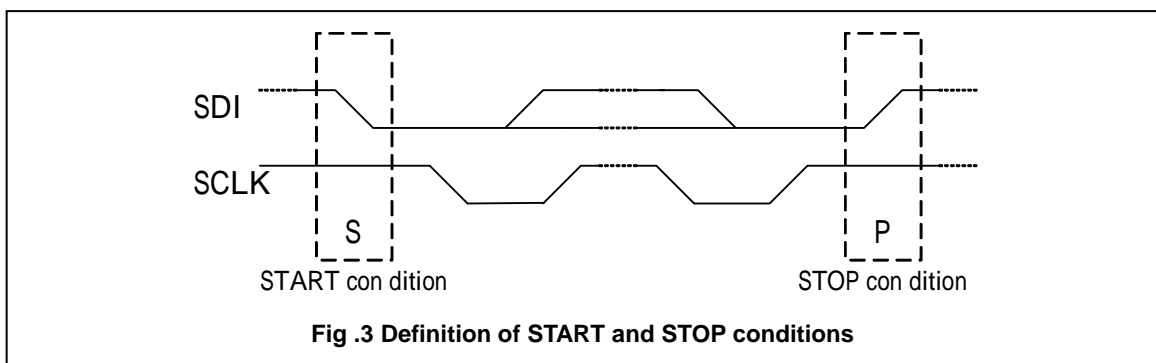 SDI
SCLK
S
P
START con dition
STOP con dition
Fig .3 Definition of START and STOP conditions